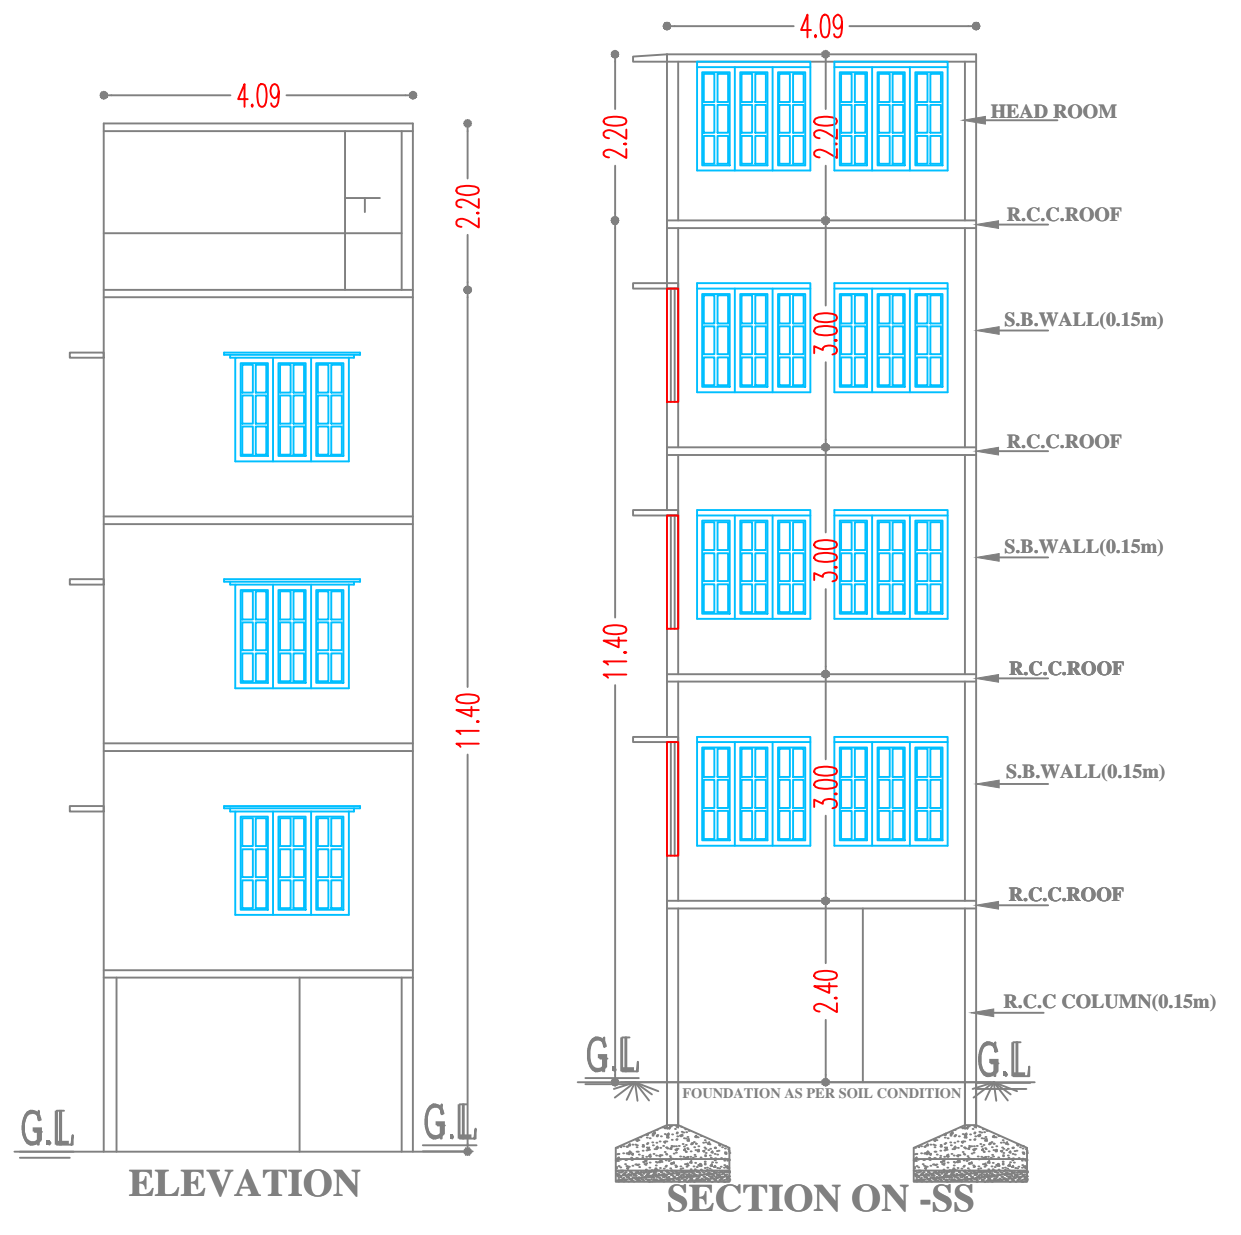 4.09
2.20
11.40
G.L
G.L
ELEVATION
4.09
2.20
2.20
HEAD ROOM
R.C.C.ROOF
3.00
S.B.WALL(0.15m)
R.C.C.ROOF
3.00
S.B.WALL(0.15m)
11.40
R.C.C.ROOF
3.00
S.B.WALL(0.15m)
R.C.C.ROOF
2.40
R.C.C COLUMN(0.15m)
G.L
G.L
FOUNDATION AS PER SOIL CONDITION
SECTION ON -SS